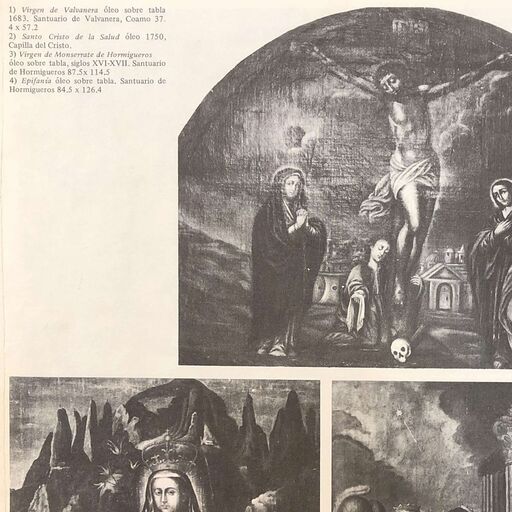 1) Virgen de Valvanera óleo sobre tabla
1683. Santuario de Valvanera, Coamo 37.
4 x 57.2
2) Santo Cristo de la Salud óleo 1750,
Capilla del Cristo.
3) Virgen de Monserrate de Hormigueros
óleo sobre tabla, siglos XVI-XVII. Santuario
de Hormigueros 87.5x 114.5
4) Epifanía óleo sobre tabla. Santuario de
Hormigueros 84.5 x 126.4